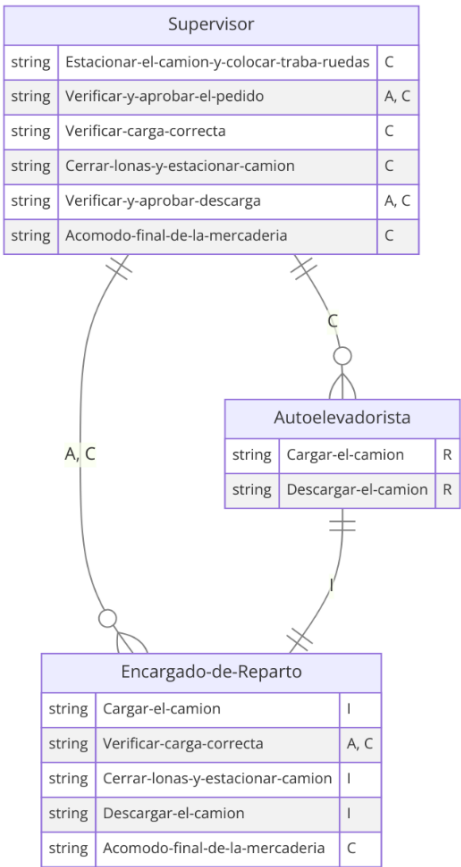 Supervisor
string Estacionar-el-camion-y-colocar-traba-ruedas C
string Verificar-y-aprobar-el-pedido A, C
string Verificar-carga-correcta C
string Cerrar-lonas-y-estacionar-camion C
string Verificar-y-aprobar-descarga A, C
string Acomodo-final-de-la-mercaderia C
C
Autoelevadorista
string Cargar-el-camion R
string Descargar-el-camion R
A, C
I
Encargado-de-Reparto
string Cargar-el-camion I
string Verificar-carga-correcta A, C
string Cerrar-lonas-y-estacionar-camion I
string Descargar-el-camion I
string Acomodo-final-de-la-mercaderia C